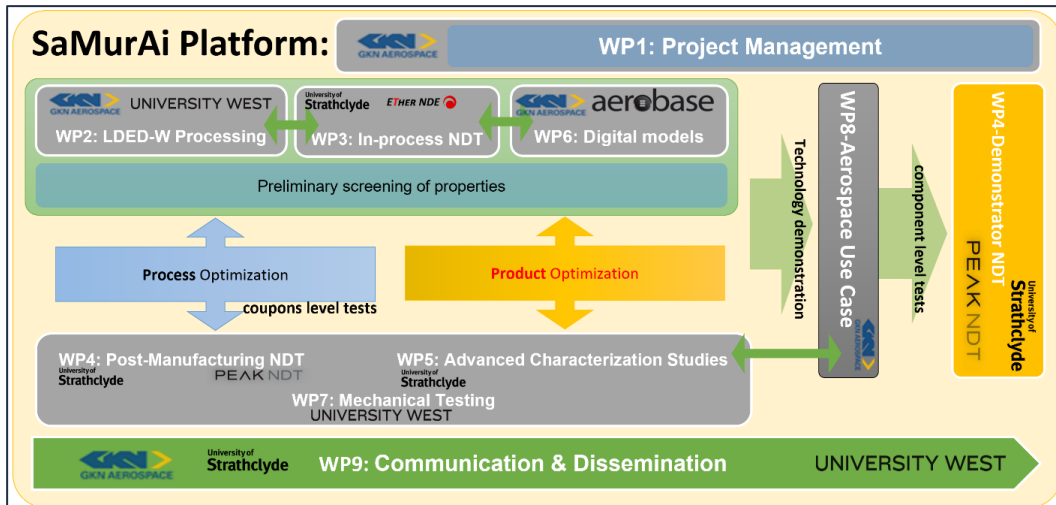 SaMurAi Platform:
GKN AEROSPACE
WP1: Project Management
GKN AEROSPACE
UNIVERSITY WEST
WP2: LDED-W Processing
University of
Strathclyde
ETHER NDE
WP3: In-process NDT
GKN AEROSPACE
aerobase
WP6: Digital models
Preliminary screening of properties
Process Optimization
coupons level tests
Product Optimization
Technology demonstration
WP8-Aerospace Use Case
GKN AEROSPACE
component level tests
WP4-Demonstrator NDT
PEAK NDT
University of
Strathclyde
WP4: Post-Manufacturing NDT
University of
Strathclyde
PEAK NDT
WP5: Advanced Characterization Studies
University of
Strathclyde
WP7: Mechanical Testing
UNIVERSITY WEST
GKN AEROSPACE
University of
Strathclyde
WP9: Communication & Dissemination
UNIVERSITY WEST